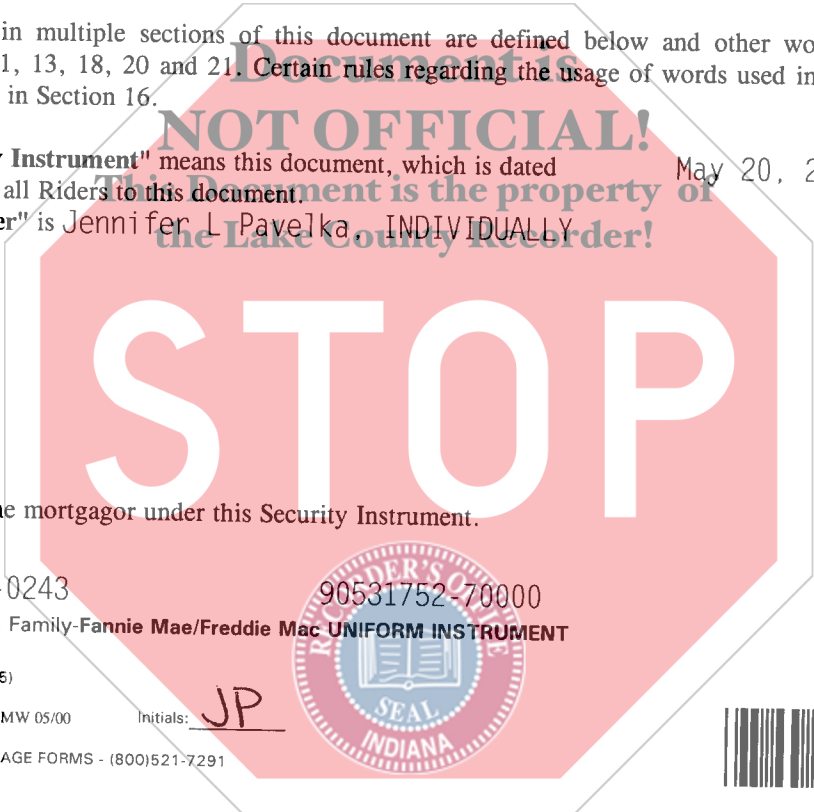 in multiple sections of this document are defined below and other wo
1, 13, 18, 20 and 21. Certain rules regarding the usage of words used in
in Section 16.
Document is
NOT OFFICIAL!
This Document is the property of
the Lake County Recorder!
Instrument" means this document, which is dated May 20, 2
all Riders to this document.
er" is Jennifer L Pavelka, INDIVIDUALLY
STOP
e mortgagor under this Security Instrument.
-0243 90531752-70000
Family-Fannie Mae/Freddie Mac UNIFORM INSTRUMENT
MW 05/00 Initials: JP
AGE FORMS - (800)521-7291
RECORDER'S OFFICE
SEAL
INDIANA